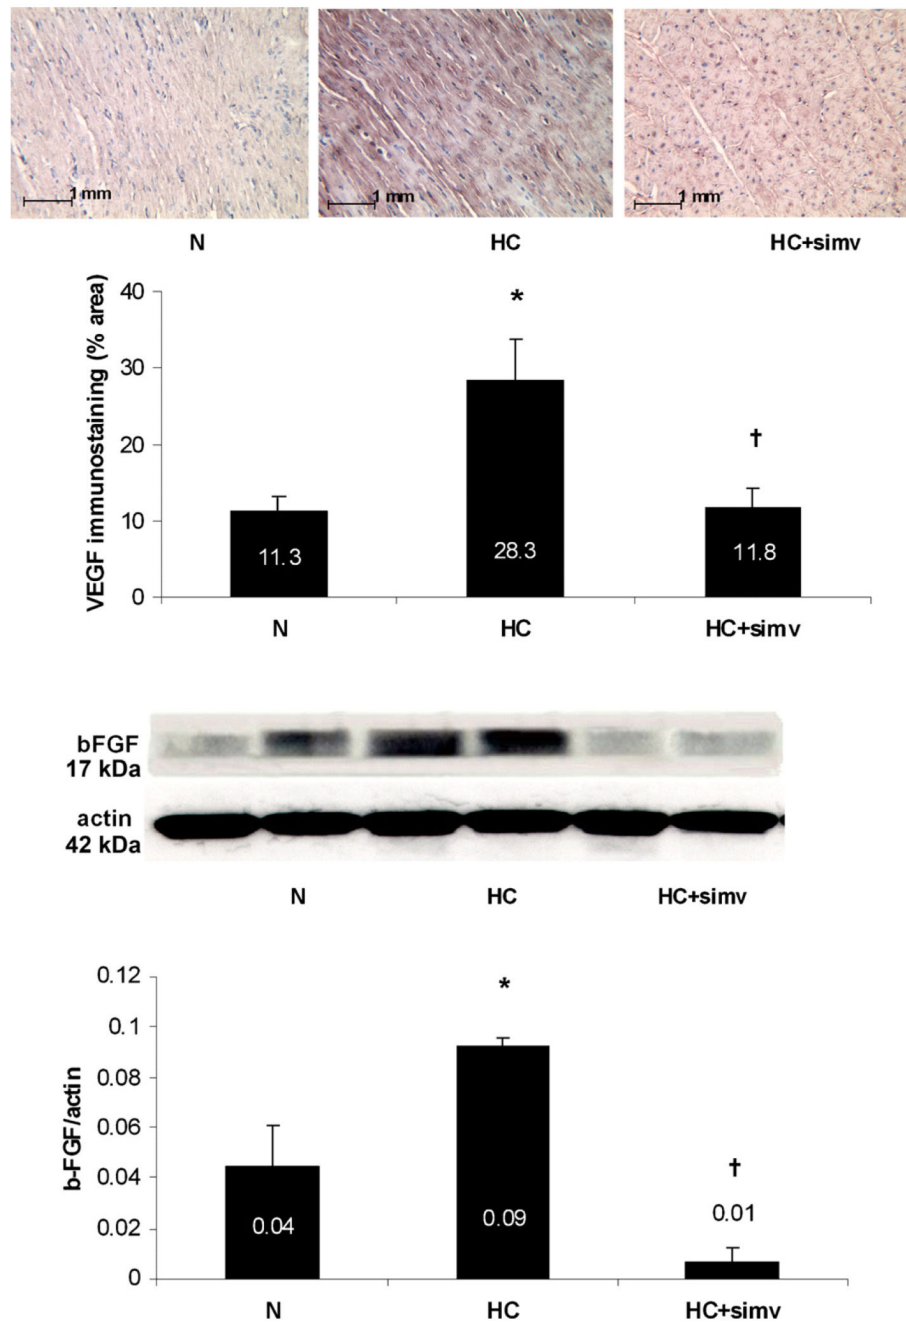 1 mm 1 mm 1 mm
N HC HC+simv
VEGF immunostaining (% area)
40
30
20
10
0
*
†
11.3 28.3 11.8
N HC HC+simv
bFGF
17 kDa
actin
42 kDa
N HC HC+simv
b-FGF/actin
0.12
0.1
0.08
0.06
0.04
0.02
0
*
†
0.04 0.09 0.01
N HC HC+simv